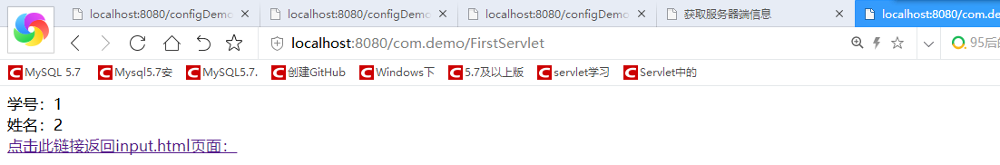 localhost:8080/configDemo
localhost:8080/configDemo
localhost:8080/configDemo
获取服务器端信息
localhost:8080/com.de
localhost:8080/com.demo/FirstServlet
95后的
MySQL 5.7
Mysql5.7安
MySQL5.7.
创建GitHub
Windows下
5.7及以上版
servlet学习
Servlet中的
学号：1
姓名：2
点击此链接返回input.html页面：